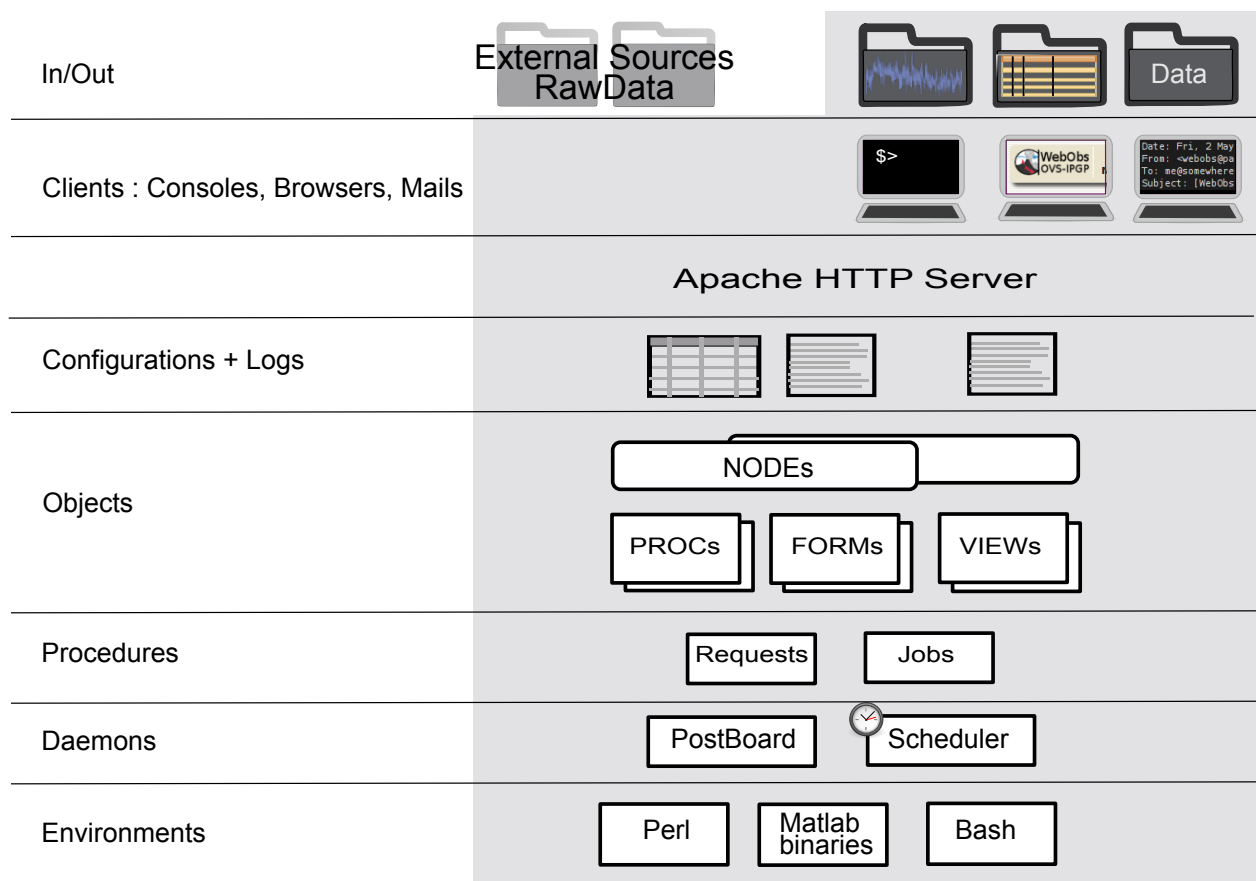 In/Out
External Sources
RawData
Data
Clients : Consoles, Browsers, Mails
$>
WebObs
OVS-IPGP
Date: Fri, 2 May
From: <webobs@pa
To: me@somewhere
Subject: [WebObs
Apache HTTP Server
Configurations + Logs
Objects
NODEs
PROCs
FORMs
VIEWs
Procedures
Requests
Jobs
Daemons
PostBoard
Scheduler
Environments
Perl
Matlab
binaries
Bash